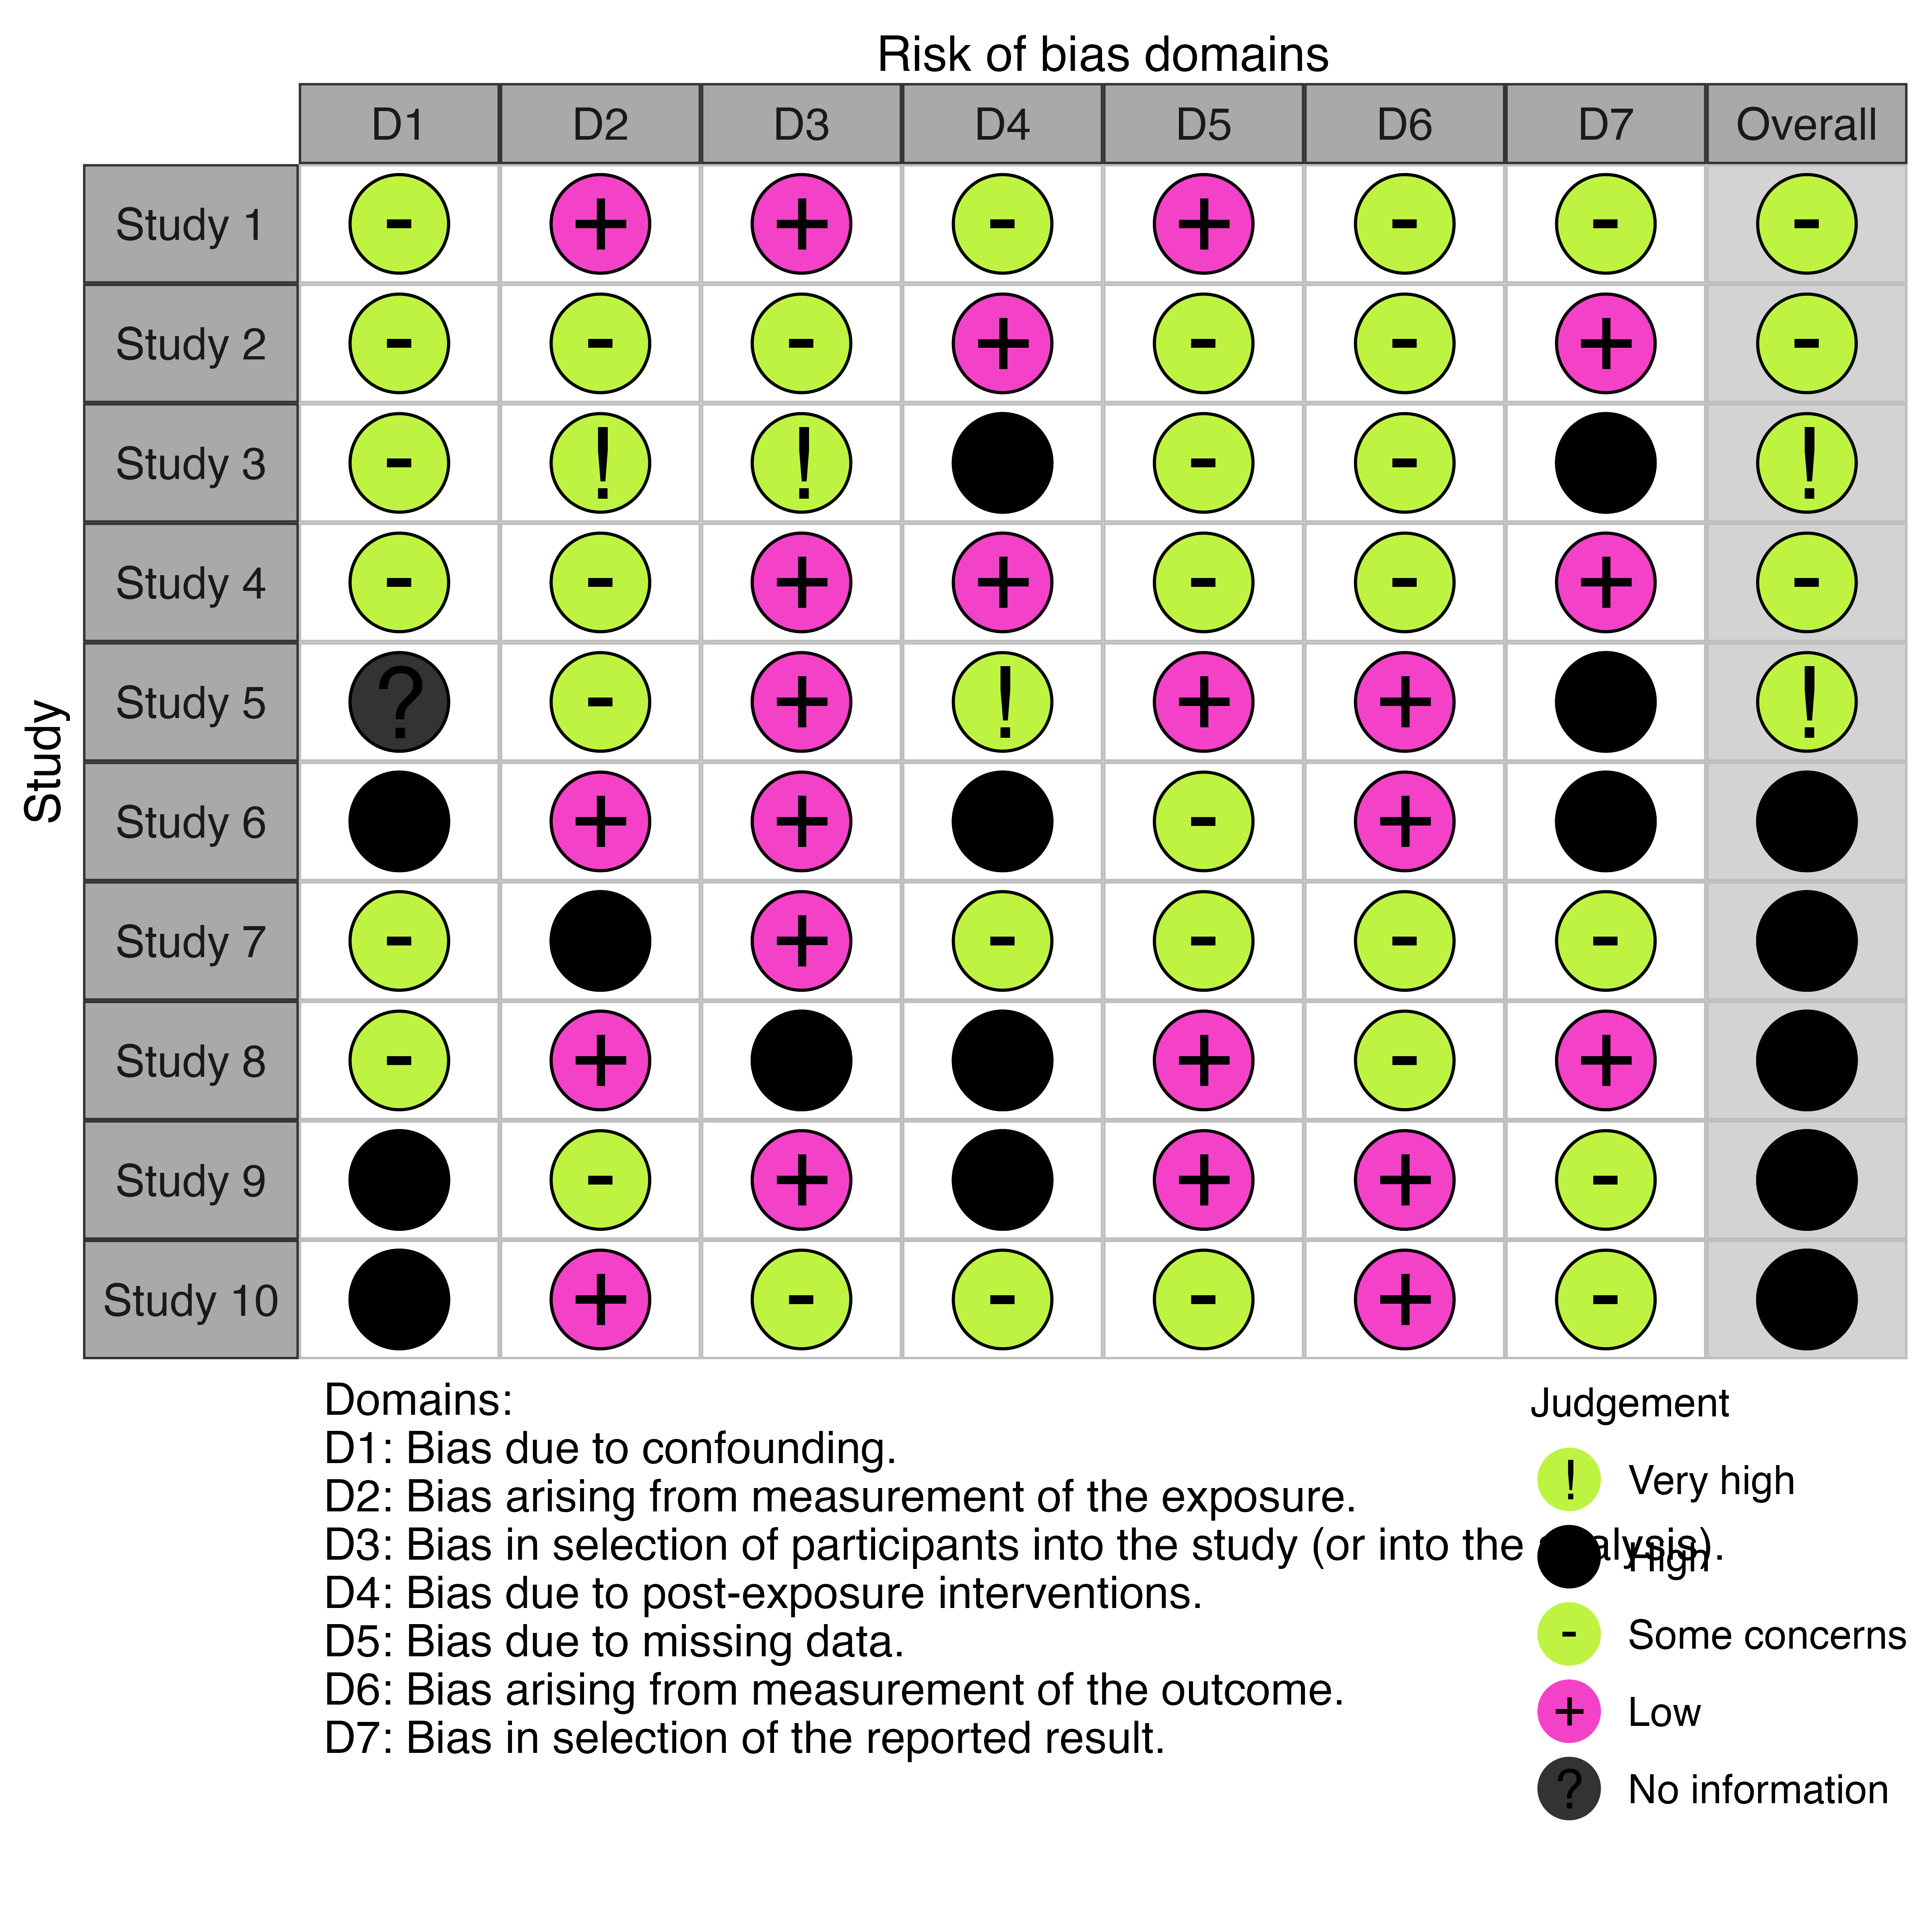 Risk of bias domains
D1 D2 D3 D4 D5 D6 D7 Overall
Study
Study 1 - + + - + - - -
Study 2 - - - + - - + -
Study 3 - ! ! - - !
Study 4 - - + + - - + -
Study 5 ? - + ! + + !
Study 6 + + - +
Study 7 - + - - - -
Study 8 - + + - +
Study 9 - + + + -
Study 10 + - - - + -
Domains:
D1: Bias due to confounding.
D2: Bias arising from measurement of the exposure.
D3: Bias in selection of participants into the study (or into the analysis).
D4: Bias due to post-exposure interventions.
D5: Bias due to missing data.
D6: Bias arising from measurement of the outcome.
D7: Bias in selection of the reported result.
Judgement
! Very high
High
- Some concerns
+ Low
? No information